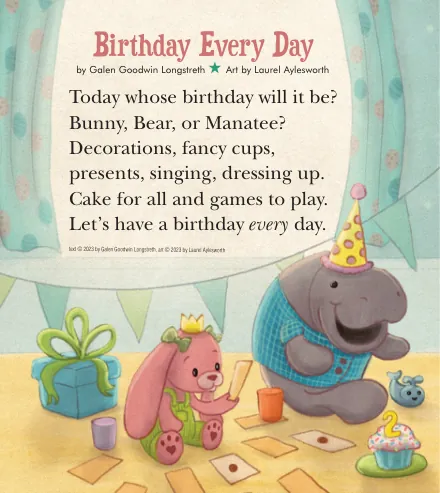 Birthday Every Day
by Galen Goodwin Longstreth ★ Art by Laurel Aylesworth
Today whose birthday will it be?
Bunny, Bear, or Manatee?
Decorations, fancy cups,
presents, singing, dressing up.
Cake for all and games to play.
Let’s have a birthday every day.
text © 2023 by Galen Goodwin Longstreth, art © 2023 by Laurel Aylesworth
2